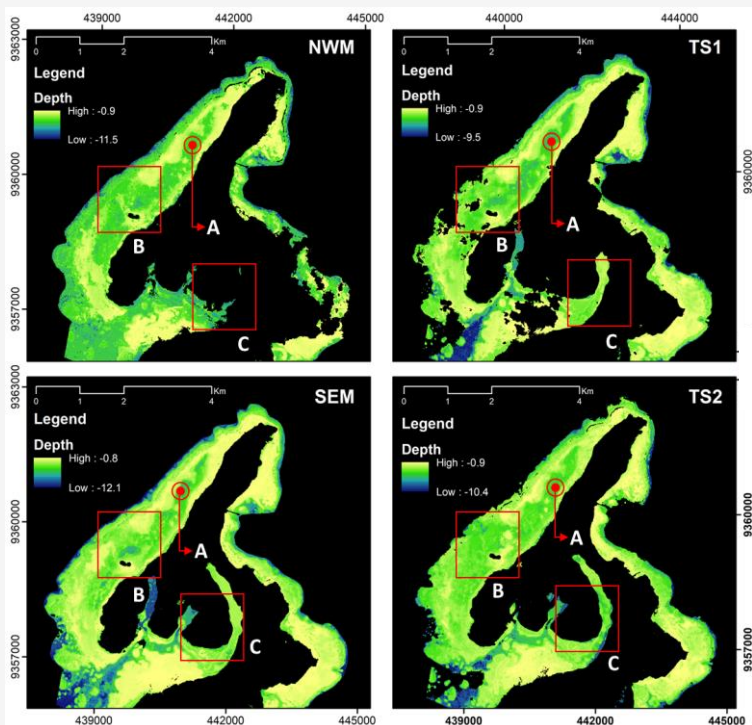 439000 442000 445000
440000 444000
9363000
9360000
9357000
0 1 2 4 Km
NWM
Legend
Depth
High : -0.9
Low : -11.5
A
B
C
0 1 2 4 Km
TS1
Legend
Depth
High : -0.9
Low : -9.5
A
B
C
9360000
9357000
9363000
9360000
9357000
0 1 2 4 Km
SEM
Legend
Depth
High : -0.8
Low : -12.1
A
B
C
0 1 2 4 Km
TS2
Legend
Depth
High : -0.9
Low : -10.4
A
B
C
9360000
9357000
439000 442000 445000
439000 442000 445000